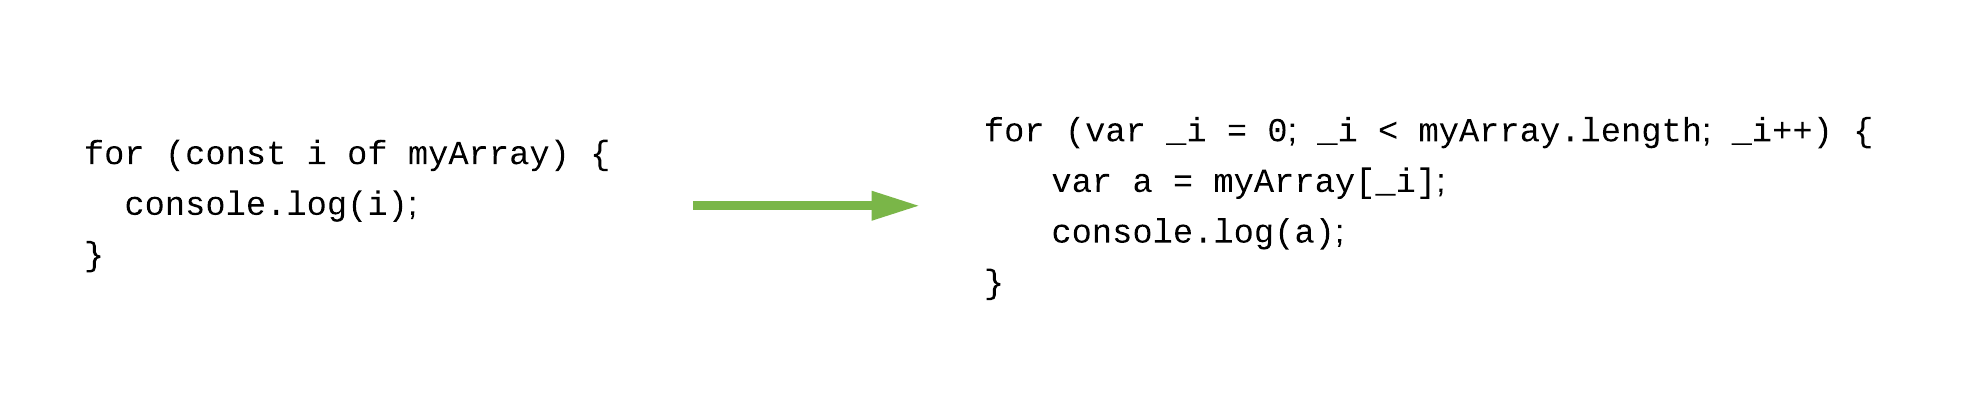 for (const i of myArray) {
  console.log(i);
}
for (var _i = 0; _i < myArray.length; _i++) {
   var a = myArray[_i];
   console.log(a);
}